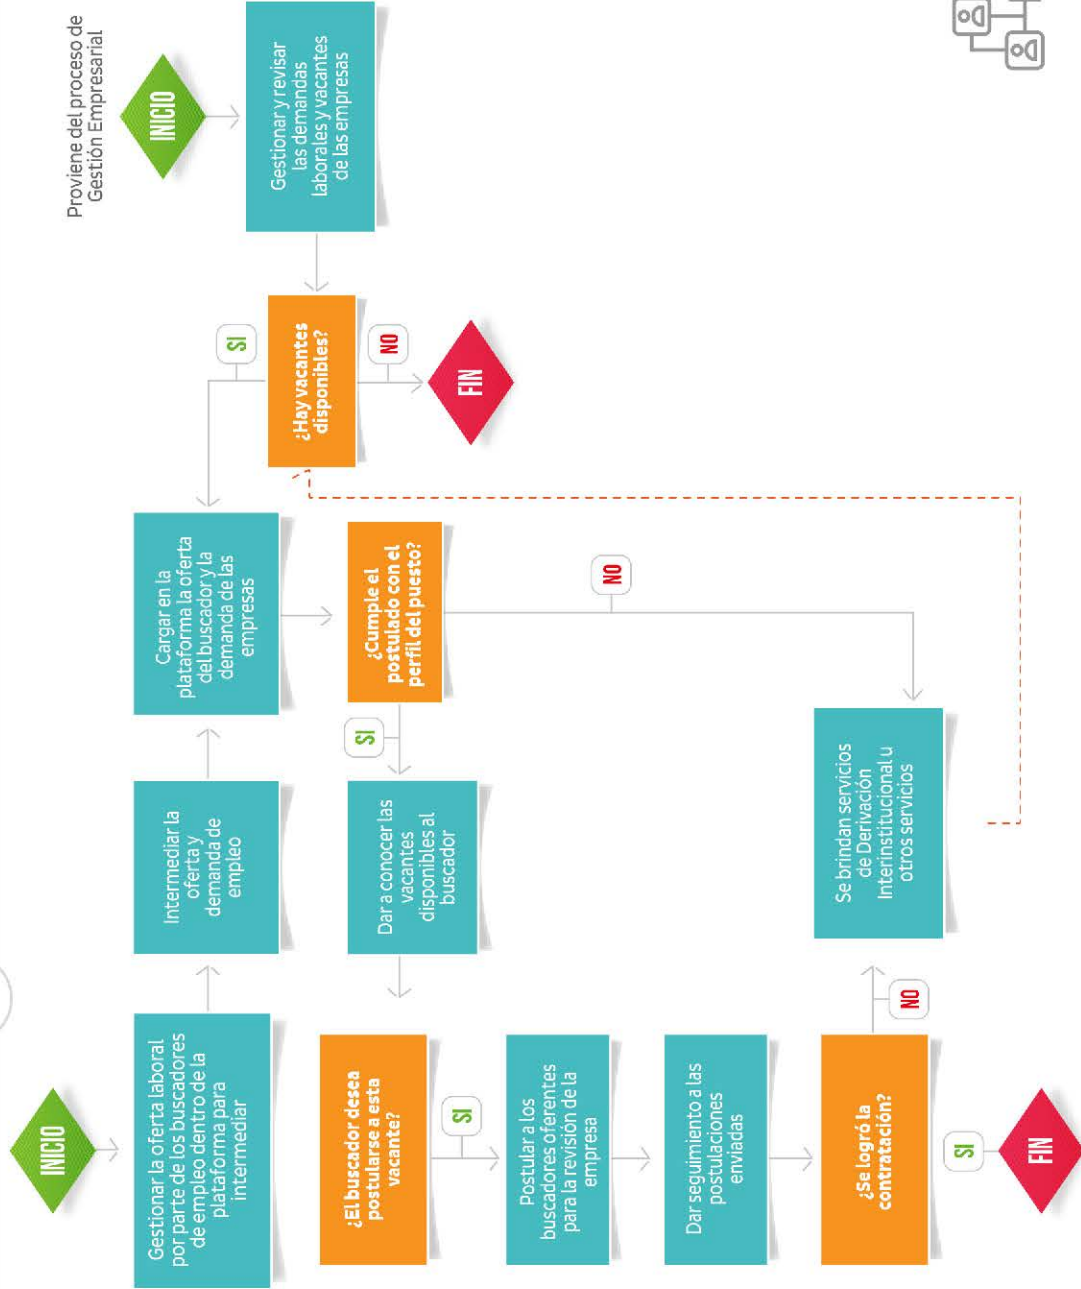 INICIO
Gestionar la oferta laboral
por parte de los buscadores
de empleo dentro de la
plataforma para
intermediar
Intermediar la
oferta y
demanda de
empleo
Cargar en la
plataforma la oferta
del buscador y la
demanda de las
empresas
SI
¿Hay vacantes
disponibles?
NO
FIN
Proviene del proceso de
Gestión Empresarial
INICIO
Gestionar y revisar
las demandas
laborales y vacantes
de las empresas
¿Cumple el
postulado con el
perfil del puesto?
SI
NO
Dar a conocer las
vacantes
disponibles al
buscador
¿El buscador desea
postularse a esta
vacante?
SI
Postular a los
buscadores oferentes
para la revisión de la
empresa
Dar seguimiento a las
postulaciones
enviadas
¿Se logró la
contratación?
NO
Se brindan servicios
de Derivación
Interinstitucional u
otros servicios
SI
FIN